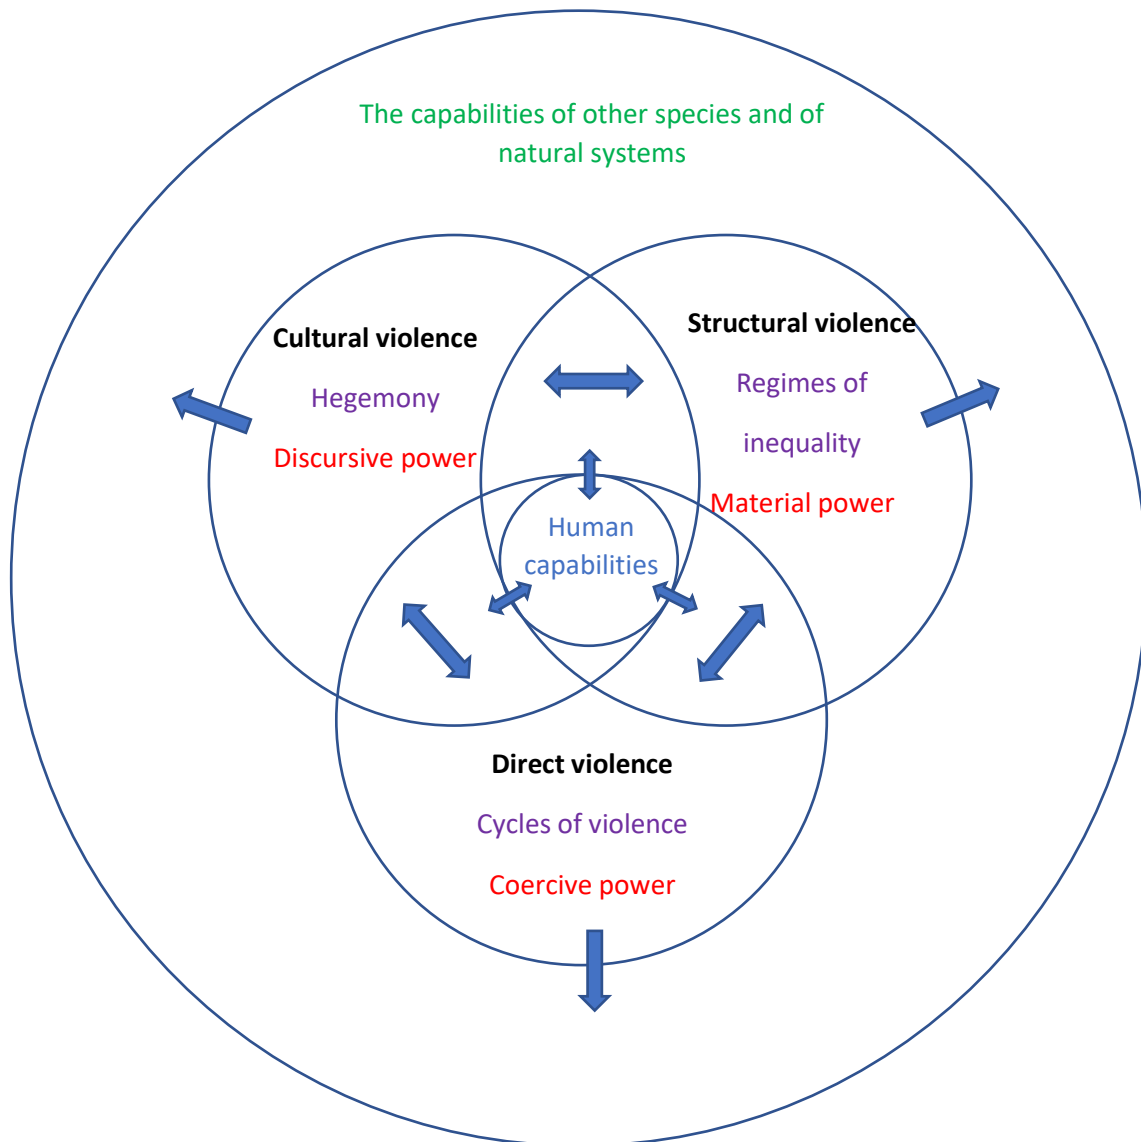 The capabilities of other species and of
natural systems
Cultural violence
Hegemony
Discursive power
Structural violence
Regimes of
inequality
Material power
Human
capabilities
Direct violence
Cycles of violence
Coercive power